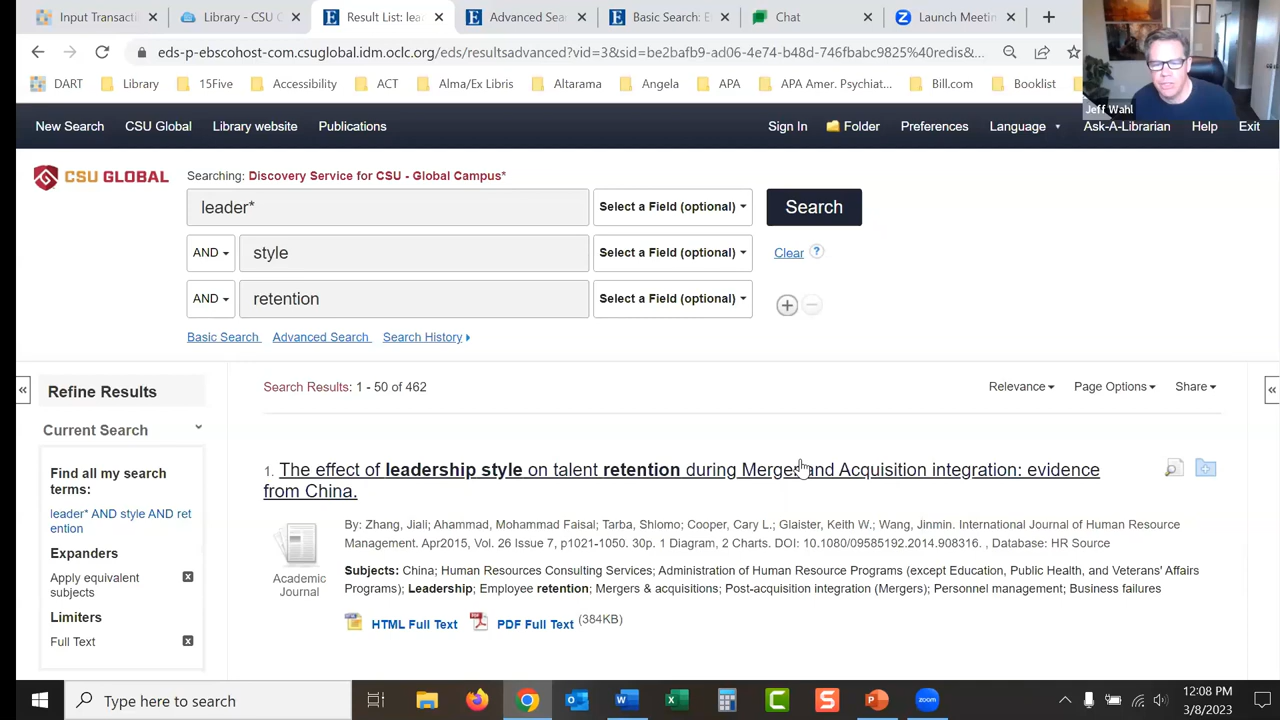 Input Transacti
Library - CSU G
Result List: lea
Advanced Sear
Basic Search: E
Chat
Launch Meetin
eds-p-ebscohost-com.csuglobal.idm.oclc.org/eds/resultsadvanced?vid=3&sid=be2bafb9-ad06-4e74-b48d-746fbabc9825%40redis&...
DART
Library
15Five
Accessibility
ACT
Almaex Libris
Altarama
Angela
APA
APA Amer. Psychiat...
Bill.com
Booklist
Jeff Wahl
New Search
CSU Global
Library website
Publications
Sign In
Folder
Preferences
Language
Ask-A-Librarian
Help
Exit
CSU GLOBAL
Searching: Discovery Service for CSU - Global Campus*
leader*
Select a Field (optional)
Search
AND
style
Select a Field (optional)
Clear ?
AND
retention
Select a Field (optional)
Basic Search
Advanced Search
Search History
Refine Results
Current Search
Find all my search
terms:
leader* AND style AND ret
ention
Expanders
Apply equivalent
subjects
Limiters
Full Text
Search Results: 1 - 50 of 462
Relevance
Page Options
Share
1. The effect of leadership style on talent retention during Merges and Acquisition integration: evidence
from China.
Academic
Journal
By: Zhang, Jiali; Ahammad, Mohammad Faisal; Tarba, Shlomo; Cooper, Cary L.; Glaister, Keith W.; Wang, Jinmin. International Journal of Human Resource
Management. Apr2015, Vol. 26 Issue 7, p1021-1050. 30p. 1 Diagram, 2 Charts. DOI: 10.1080/09585192.2014.908316. , Database: HR Source
Subjects: China; Human Resources Consulting Services; Administration of Human Resource Programs (except Education, Public Health, and Veterans' Affairs
Programs); Leadership; Employee retention; Mergers & acquisitions; Post-acquisition integration (Mergers); Personnel management; Business failures
HTML Full Text
PDF Full Text (384KB)
Type here to search
12:08 PM
3/8/2023